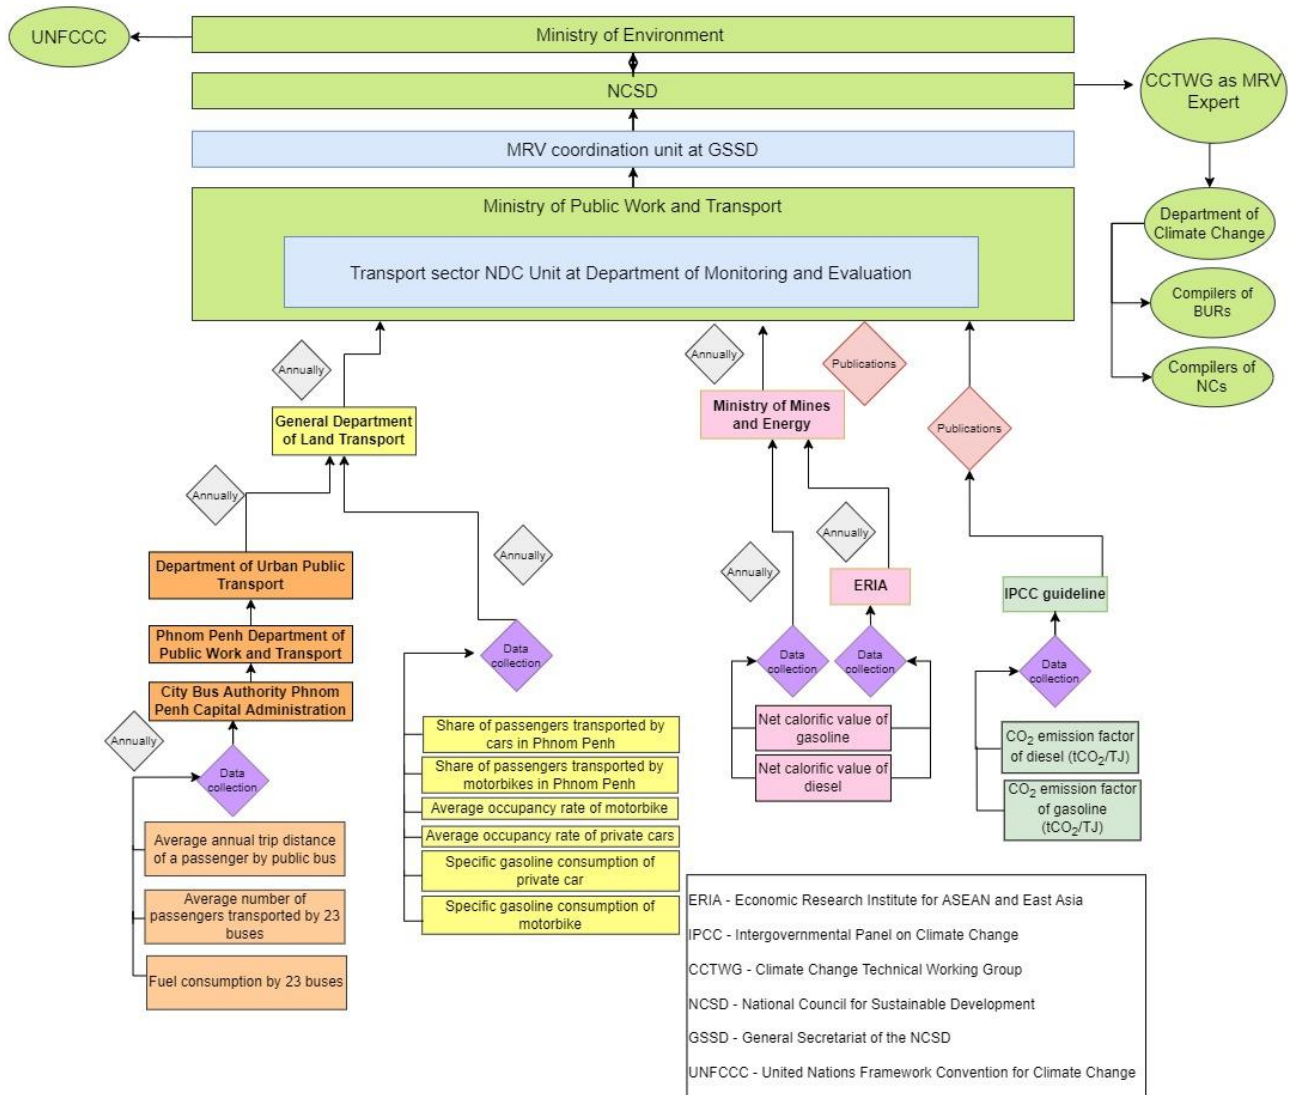 UNFCCC
Ministry of Environment
NCSD
CCTWG as MRV
Expert
MRV coordination unit at GSSD
Ministry of Public Work and Transport
Transport sector NDC Unit at Department of Monitoring and Evaluation
Department of
Climate Change
Compilers of
BURs
Compilers of
NCs
Annually
Annually
Publications
General Department
of Land Transport
Ministry of Mines
and Energy
Publications
Annually
Annually
Annually
Annually
Department of Urban Public
Transport
ERIA
IPCC guideline
Phnom Penh Department of
Public Work and Transport
Data
collection
Data
collection
Data
collection
Data
collection
City Bus Authority Phnom
Penh Capital Administration
Annually
Data
collection
Share of passengers transported by
cars in Phnom Penh
Share of passengers transported by
motorbikes in Phnom Penh
Average occupancy rate of motorbike
Average occupancy rate of private cars
Specific gasoline consumption of
private car
Specific gasoline consumption of
motorbike
Net calorific value of
gasoline
Net calorific value of
diesel
CO2 emission factor
of diesel (tCO2/TJ)
CO2 emission factor
of gasoline
(tCO2/TJ)
Average annual trip distance
of a passenger by public bus
Average number of
passengers transported by 23
buses
Fuel consumption by 23 buses
ERIA - Economic Research Institute for ASEAN and East Asia
IPCC - Intergovernmental Panel on Climate Change
CCTWG - Climate Change Technical Working Group
NCSD - National Council for Sustainable Development
GSSD - General Secretariat of the NCSD
UNFCCC - United Nations Framework Convention for Climate Change